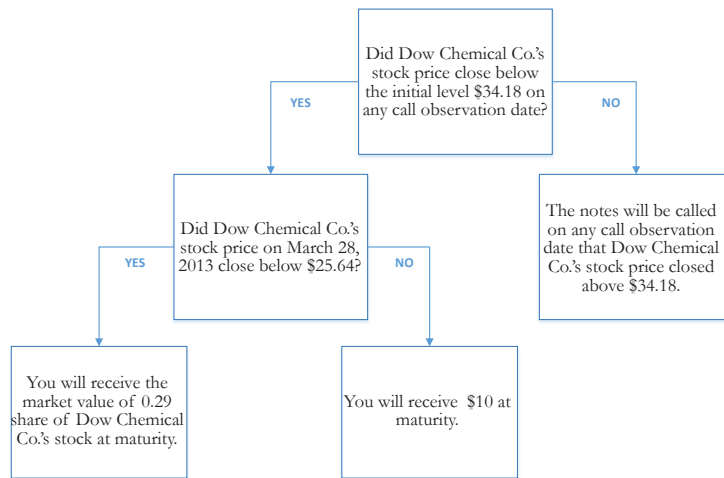 Did Dow Chemical Co.'s
stock price close below
the initial level $34.18 on
any call observation date?
YES
NO
Did Dow Chemical Co.'s
stock price on March 28,
2013 close below $25.64?
The notes will be called
on any call observation
date that Dow Chemical
Co.'s stock price closed
above $34.18.
YES
NO
You will receive the
market value of 0.29
share of Dow Chemical
Co.'s stock at maturity.
You will receive $10 at
maturity.